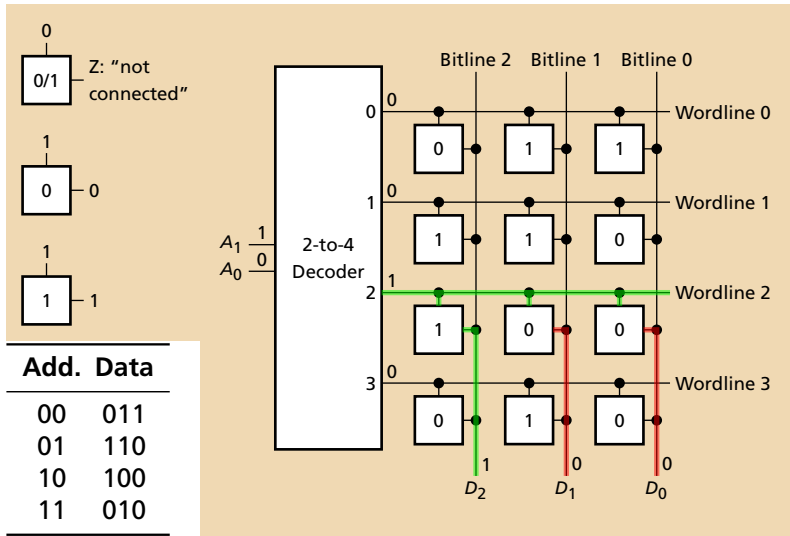 0
0/1 Z: "not
connected"
1
0 0
1
1 1
Add. Data
00 011
01 110
10 100
11 010
A1 1
A0 0
2-to-4
Decoder
Bitline 2 Bitline 1 Bitline 0
0 0 Wordline 0
0 1 1
1 0 Wordline 1
1 1 0
2 1 Wordline 2
1 0 0
3 0 Wordline 3
0 1 0
1 0 0
D2 D1 D0